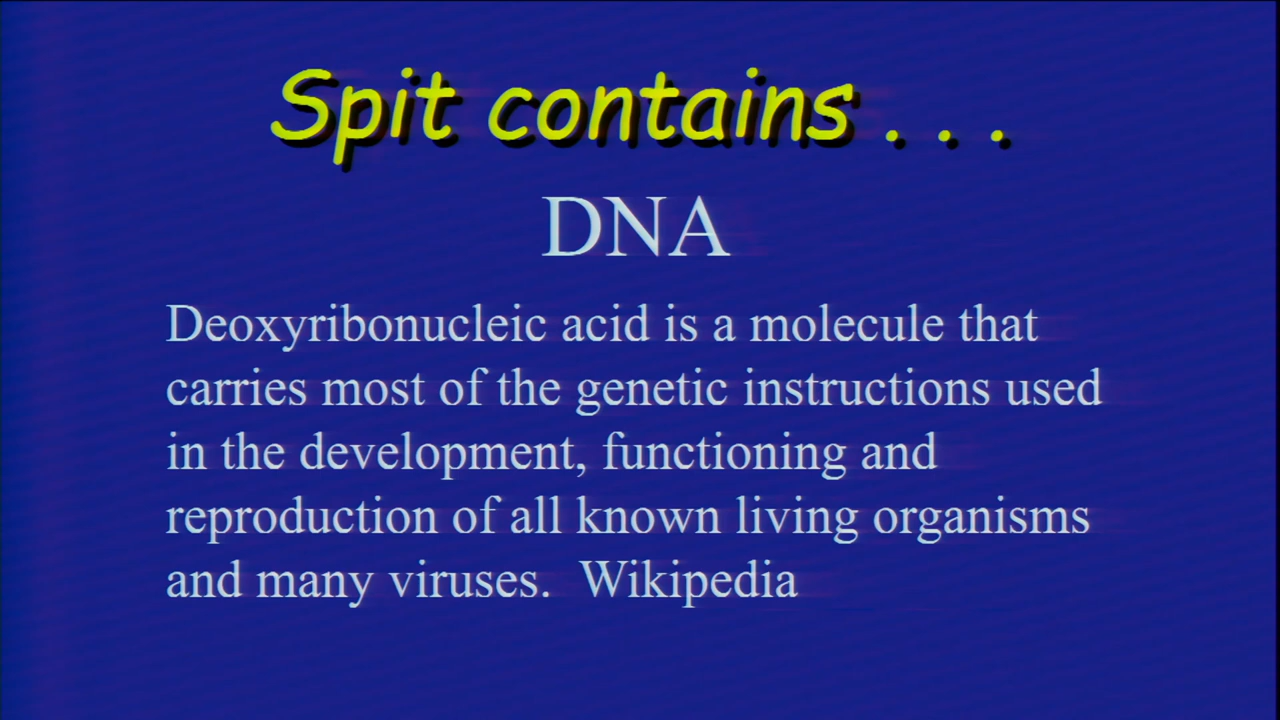 Spit contains . . .
DNA
Deoxyribonucleic acid is a molecule that
carries most of the genetic instructions used
in the development, functioning and
reproduction of all known living organisms
and many viruses.  Wikipedia